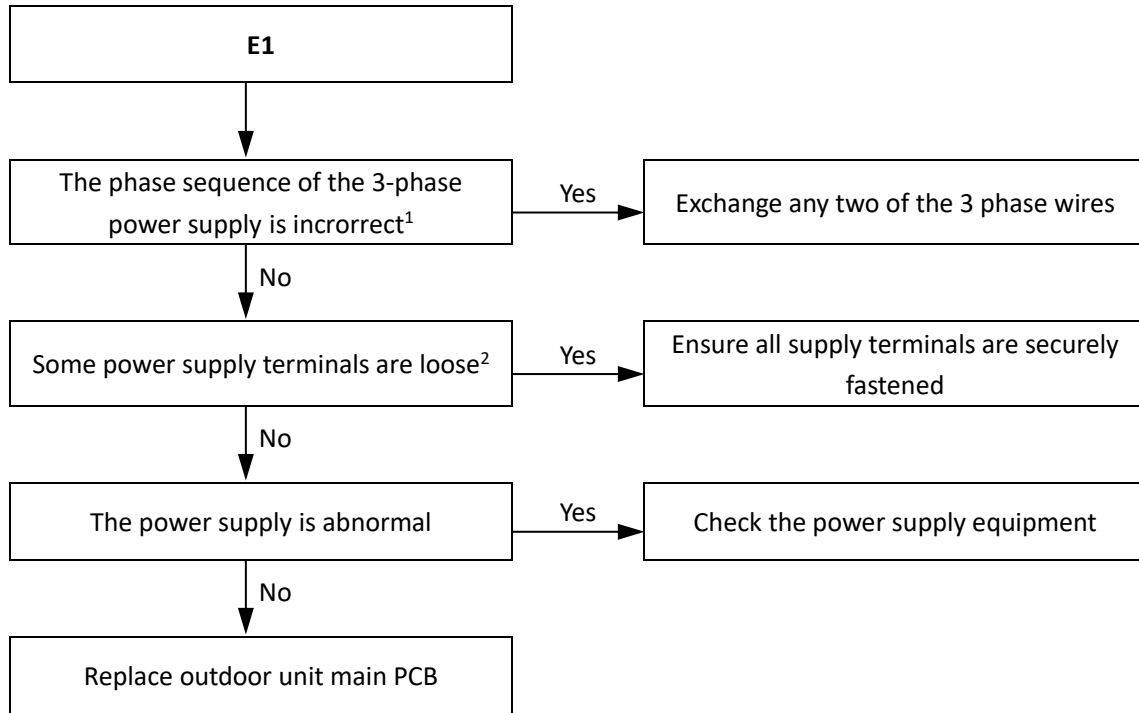 E1
The phase sequence of the 3-phase
power supply is incrorrect¹
Yes
Exchange any two of the 3 phase wires
No
Some power supply terminals are loose²
Yes
Ensure all supply terminals are securely
fastened
No
The power supply is abnormal
Yes
Check the power supply equipment
No
Replace outdoor unit main PCB